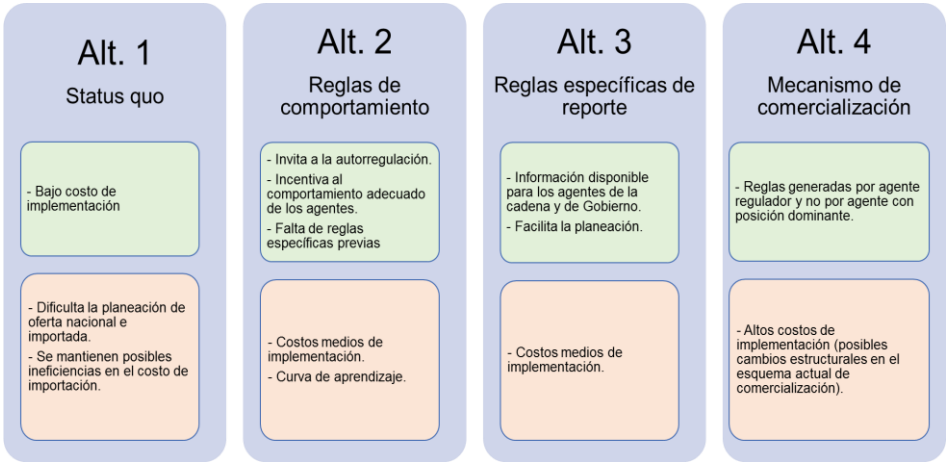 Alt. 1
Status quo
- Bajo costo de
implementación
- Dificulta la planeación de
oferta nacional e
importada.
- Se mantienen posibles
ineficiencias en el costo de
importación.
Alt. 2
Reglas de
comportamiento
- Invita a la autorregulación.
- Incentiva al
comportamiento adecuado
de los agentes.
- Falta de reglas
específicas previas
- Costos medios de
implementación.
- Curva de aprendizaje.
Alt. 3
Reglas específicas de
reporte
- Información disponible
para los agentes de la
cadena y de Gobierno.
- Facilita la planeación.
- Costos medios de
implementación.
Alt. 4
Mecanismo de
comercialización
- Reglas generadas por agente
regulador y no por agente con
posición dominante.
- Altos costos de
implementación (posibles
cambios estructurales en el
esquema actual de
comercialización).